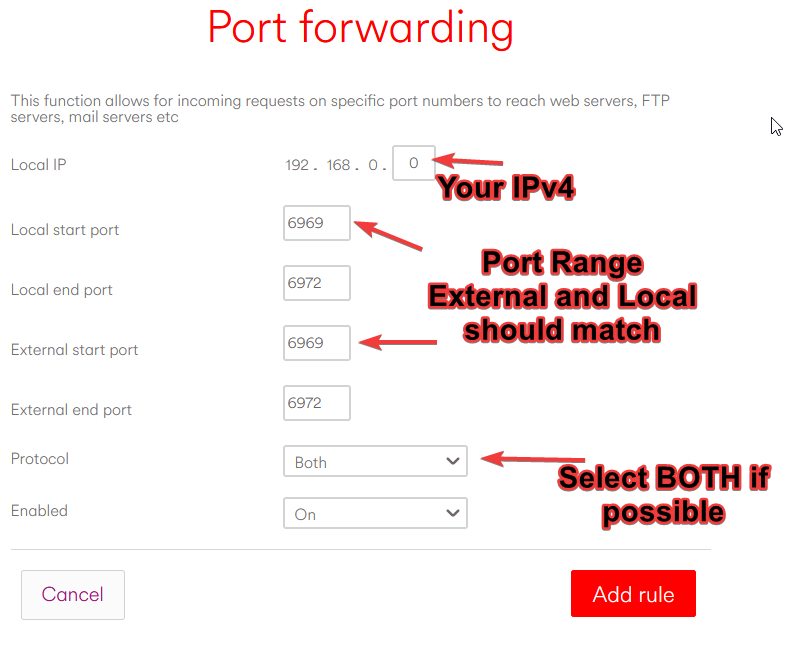 Port forwarding
This function allows for incoming requests on specific port numbers to reach web servers, FTP
servers, mail servers etc
Local IP 192 . 168 . 0 . 0
Your IPv4
Local start port 6969
Port Range
External and Local
should match
Local end port 6972
External start port 6969
External end port 6972
Protocol Both
Select BOTH if
possible
Enabled On
Cancel Add rule